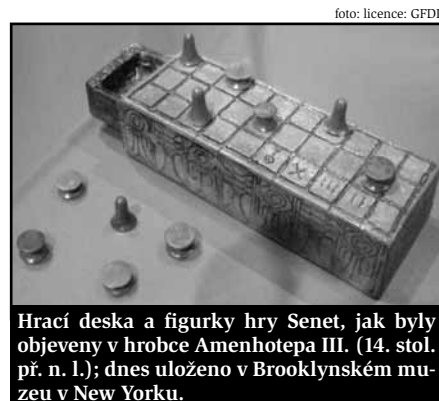 foto: licence: GFDL
Hrací deska a figurky hry Senet, jak byly
objeveny v hrobce Amenhotepa III. (14. stol.
př. n. l.); dnes uloženo v Brooklynském mu-
zeu v New Yorku.